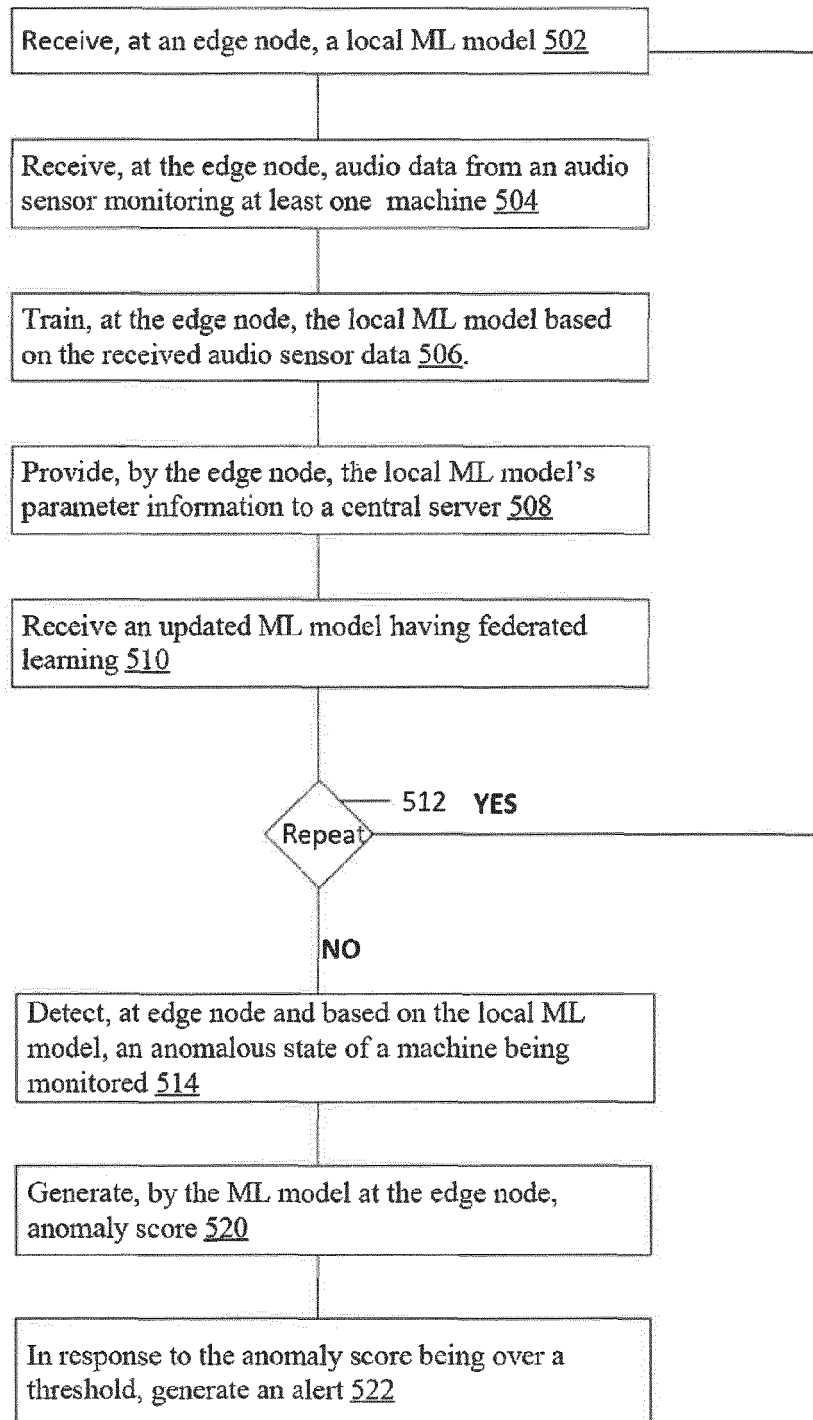 Receive, at an edge node, a local ML model 502
Receive, at the edge node, audio data from an audio
sensor monitoring at least one machine 504
Train, at the edge node, the local ML model based
on the received audio sensor data 506.
Provide, by the edge node, the local ML model's
parameter information to a central server 508
Receive an updated ML model having federated
learning 510
512 YES
Repeat
NO
Detect, at edge node and based on the local ML
model, an anomalous state of a machine being
monitored 514
Generate, by the ML model at the edge node,
anomaly score 520
In response to the anomaly score being over a
threshold, generate an alert 522